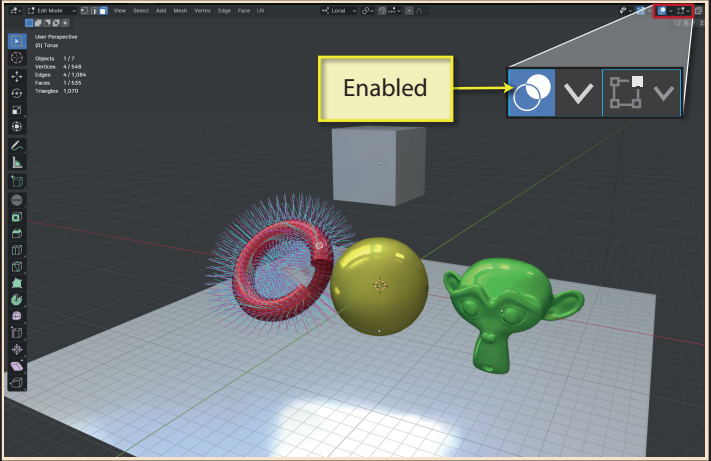 Edit Mode View Select Add Mesh Vertex Edge Face UV Local
User Perspective
(0) Torus
Objects 1/7
Vertices 4/548
Edges 4/1,084
Faces 1/535
Triangles 1,070
Enabled